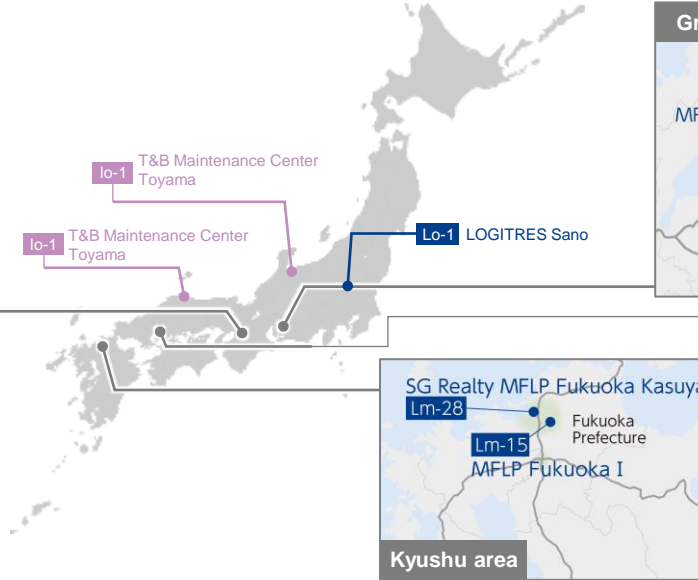 Gr
MF
Io-1
T&B Maintenance Center
Toyama
Io-1
T&B Maintenance Center
Toyama
Lo-1 LOGITRES Sano
SG Realty MFLP Fukuoka Kasuya
Lm-28
Fukuoka
Prefecture
Lm-15
MFLP Fukuoka I
Kyushu area